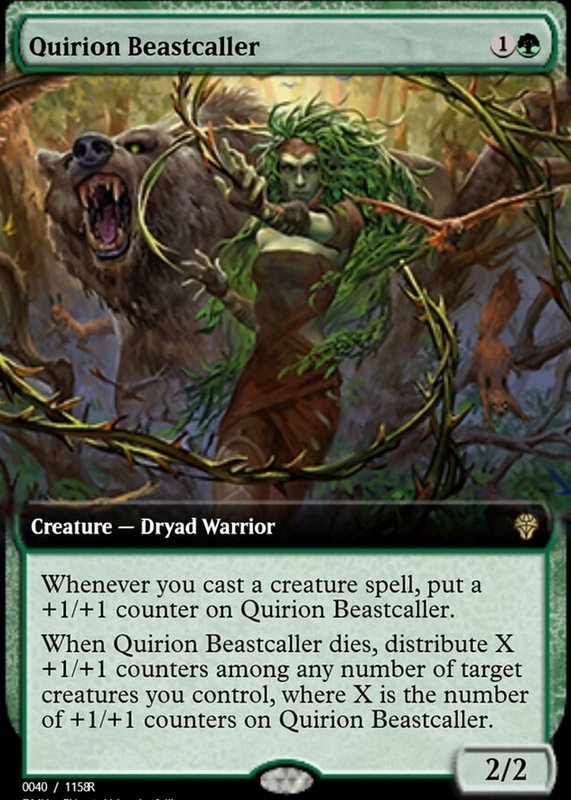 Quirion Beastcaller 1
Creature — Dryad Warrior
Whenever you cast a creature spell, put a
+1/+1 counter on Quirion Beastcaller.
When Quirion Beastcaller dies, distribute X
+1/+1 counters among any number of target
creatures you control, where X is the number
of +1/+1 counters on Quirion Beastcaller.
2/2
0040 / 1158R